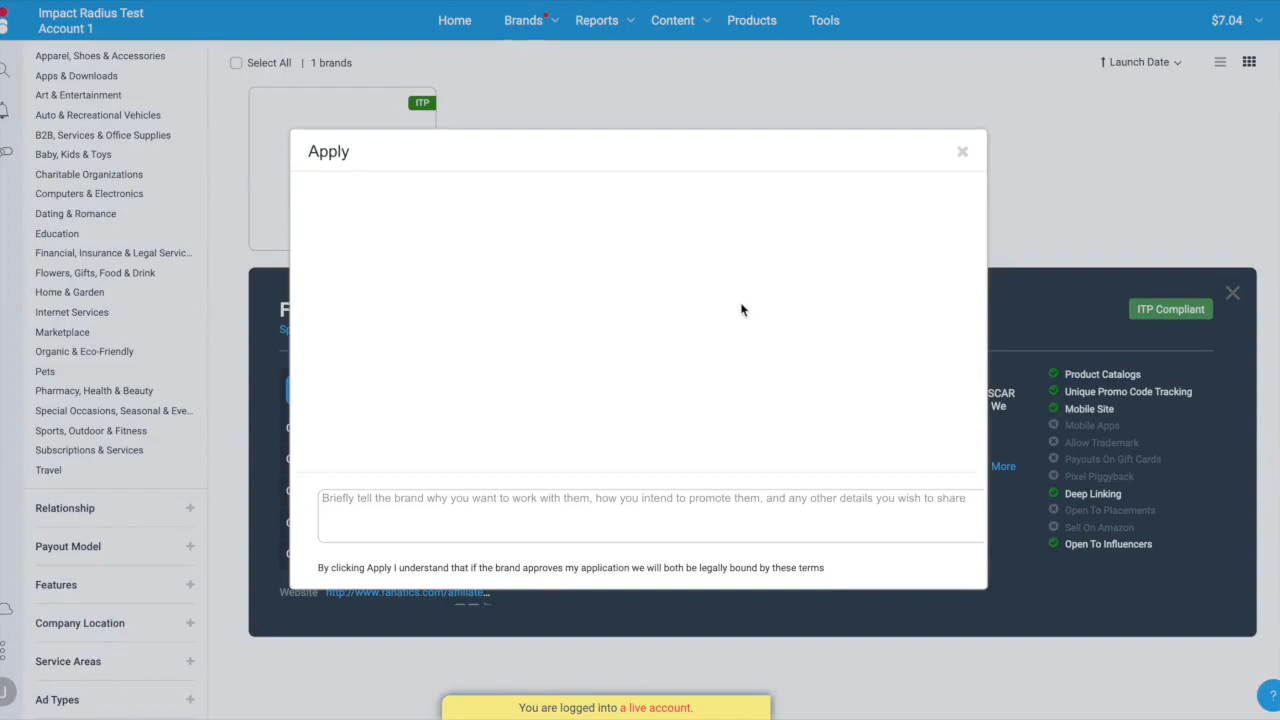 Impact Radius Test
Account 1
Home
Brands
Reports
Content
Products
Tools
$7.04
Apparel, Shoes & Accessories
Apps & Downloads
Art & Entertainment
Auto & Recreational Vehicles
B2B, Services & Office Supplies
Baby, Kids & Toys
Charitable Organizations
Computers & Electronics
Dating & Romance
Education
Financial, Insurance & Legal Servic...
Flowers, Gifts, Food & Drink
Home & Garden
Internet Services
Marketplace
Organic & Eco-Friendly
Pets
Pharmacy, Health & Beauty
Special Occasions, Seasonal & Eve...
Sports, Outdoor & Fitness
Subscriptions & Services
Travel
Relationship
Payout Model
Features
Company Location
Service Areas
Ad Types
Select All | 1 brands
Launch Date
ITP
Apply
Briefly tell the brand why you want to work with them, how you intend to promote them, and any other details you wish to share
By clicking Apply I understand that if the brand approves my application we will both be legally bound by these terms
Website http://www.fanatics.com/affiliate...
ITP Compliant
SCAR
We
More
Product Catalogs
Unique Promo Code Tracking
Mobile Site
Mobile Apps
Allow Trademark
Payouts On Gift Cards
Pixel Piggyback
Deep Linking
Open To Placements
Sell On Amazon
Open To Influencers
You are logged into a live account.
?